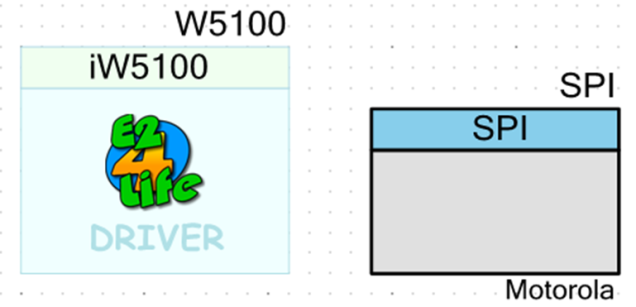 W5100
iW5100
E2
4
Life
DRIVER
SPI
SPI
Motorola